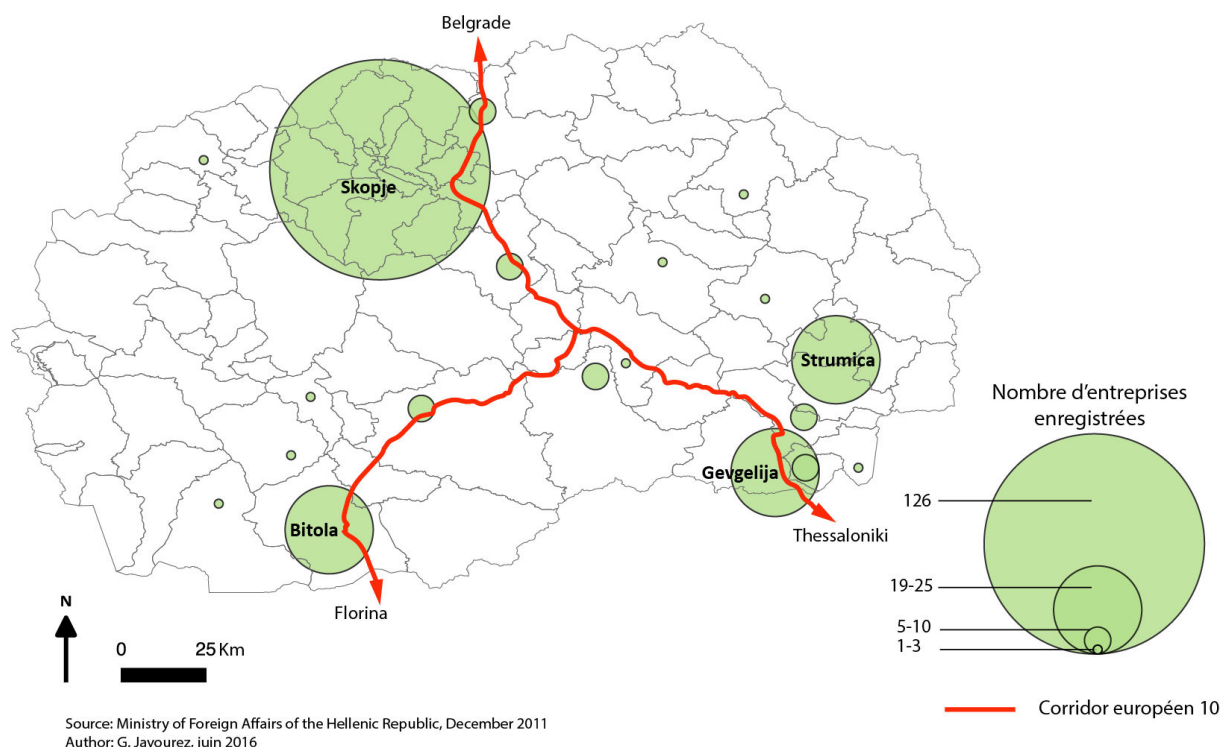 Belgrade
Skopje
Strumica
Gevgelija
Bitola
Thessaloniki
Florina
N
0 25 Km
Nombre d'entreprises
enregistrées
126
19-25
5-10
1-3
Corridor européen 10
Source: Ministry of Foreign Affairs of the Hellenic Republic, December 2011
Author: G. Javourez, juin 2016